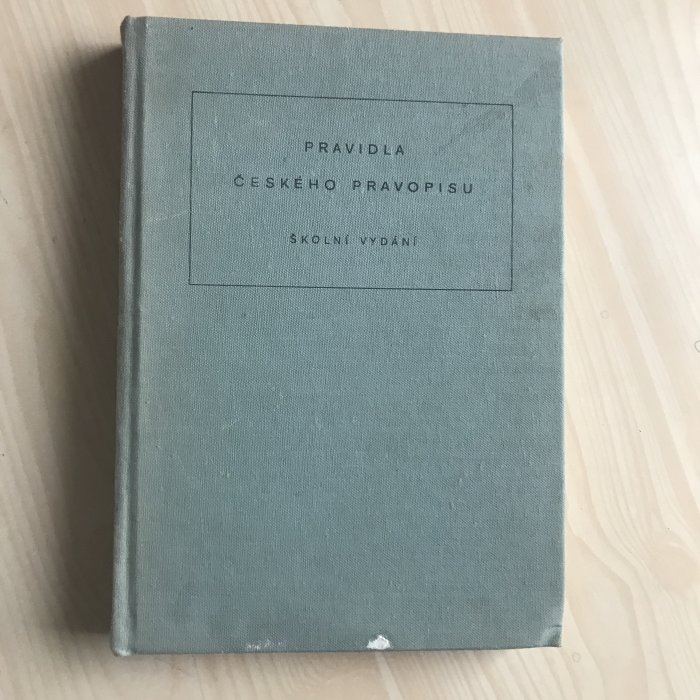 PRAVIDLA
ČESKÉHO PRAVOPISU
ŠKOLNÍ VYDÁNÍ